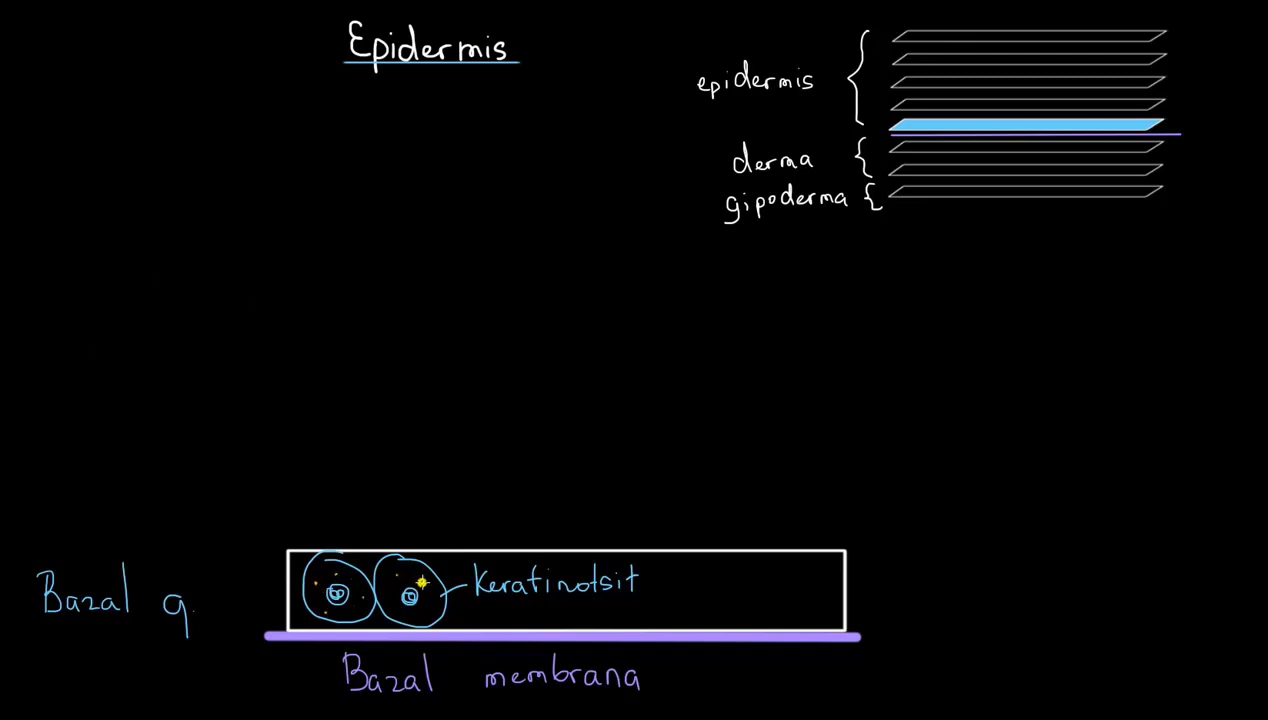 Epidermis
epidermis
derma
gipoderma
Keratinotsit
Bazal q
Bazal membrana